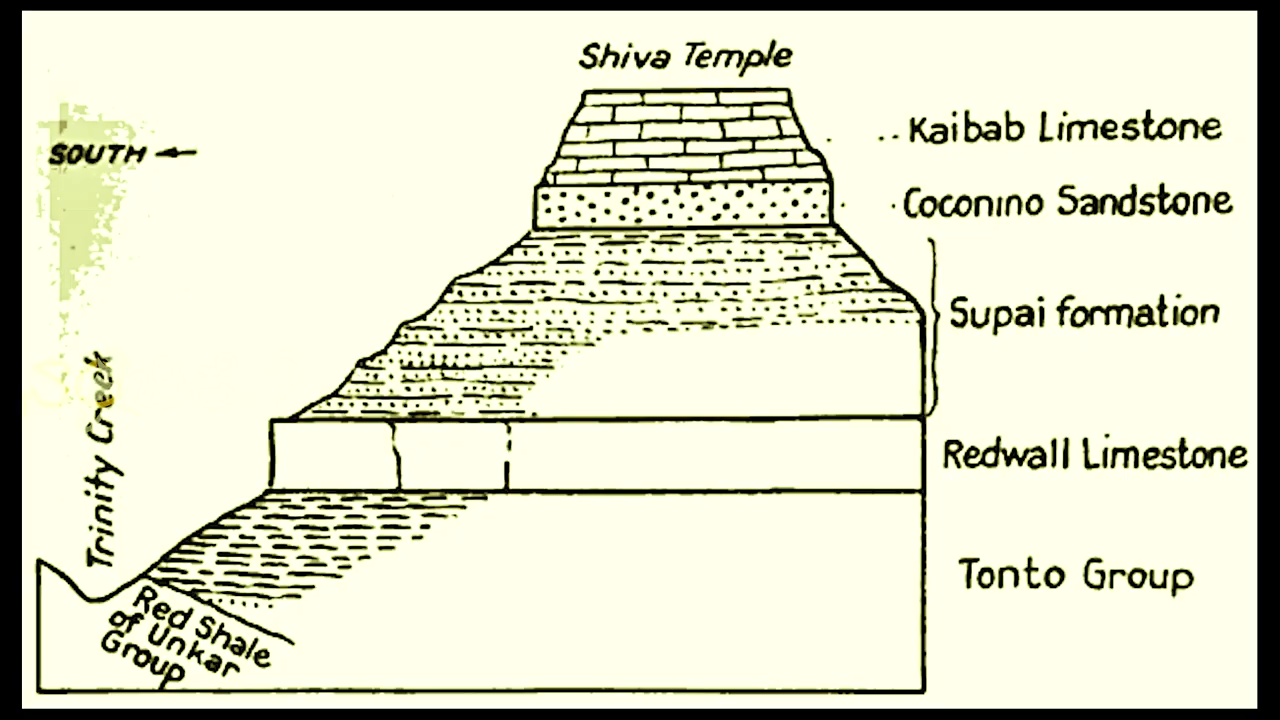 Shiva Temple
SOUTH
Kaibab Limestone
Coconino Sandstone
Supai formation
Trinity Creek
Redwall Limestone
Tonto Group
Red Shale
of Unkar
Group